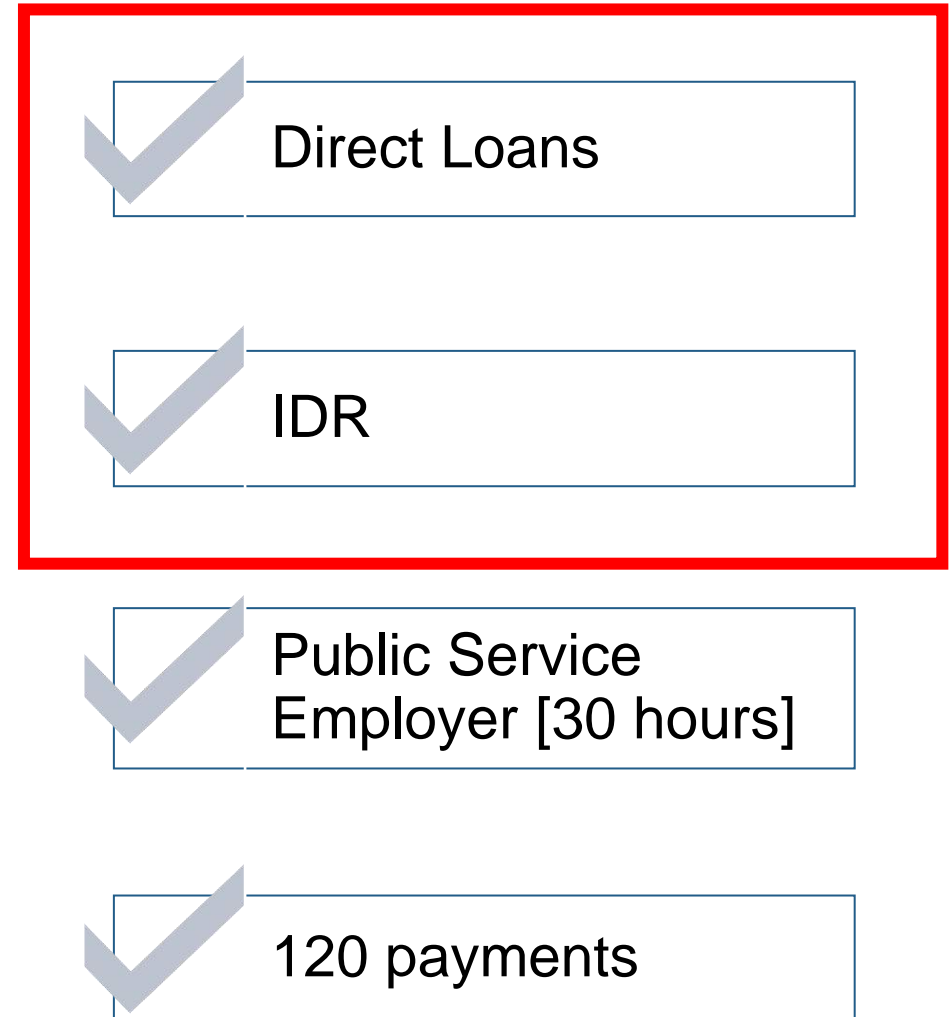 Direct Loans
IDR
Public Service
Employer [30 hours]
120 payments